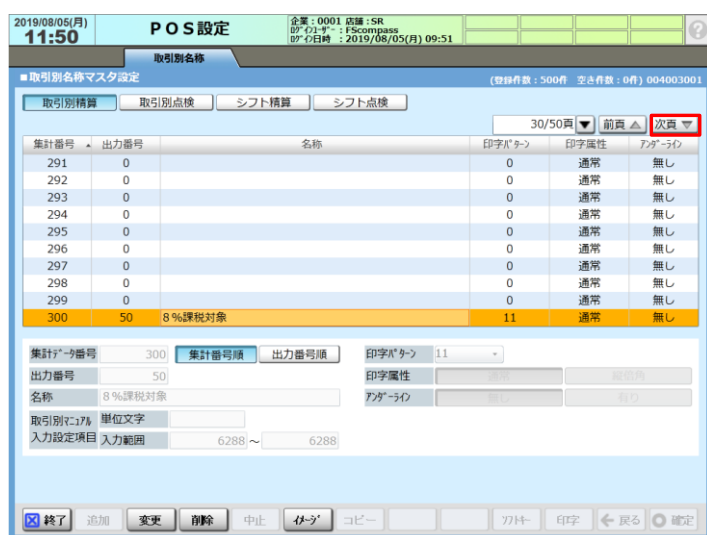 2019/08/05(月)
11:50
POS設定
企業：0001 店舗：SR
ﾛｸﾞｲﾝﾕｰｻﾞｰ：FScompass
ﾛｸﾞｲﾝ日時 ：2019/08/05(月) 09:51
?
取引別名称
■取引別名称マスタ設定
(登録件数：500件 空き件数：0件) 004003001
取引別精算 取引別点検 シフト精算 シフト点検
30/50頁 ▼ 前頁 △ 次頁 ▽
集計番号 ▲ 出力番号 名称 印字ﾊﾟﾀｰﾝ 印字属性 ｱﾝﾀﾞｰﾗｲﾝ
291 0 0 通常 無し
292 0 0 通常 無し
293 0 0 通常 無し
294 0 0 通常 無し
295 0 0 通常 無し
296 0 0 通常 無し
297 0 0 通常 無し
298 0 0 通常 無し
299 0 0 通常 無し
300 50 8%課税対象 11 通常 無し
集計ﾃﾞｰﾀ番号 300 集計番号順 出力番号順 印字ﾊﾟﾀｰﾝ 11
出力番号 50 印字属性 通常 縦倍角
名称 8%課税対象 ｱﾝﾀﾞｰﾗｲﾝ 無し 有り
取引別ﾏﾆｭｱﾙ 単位文字
入力設定項目 入力範囲 6288 ～ 6288
終了 追加 変更 削除 中止 ｲﾒｰｼﾞ コピー ｿﾌﾄｷｰ 印字 戻る 確定